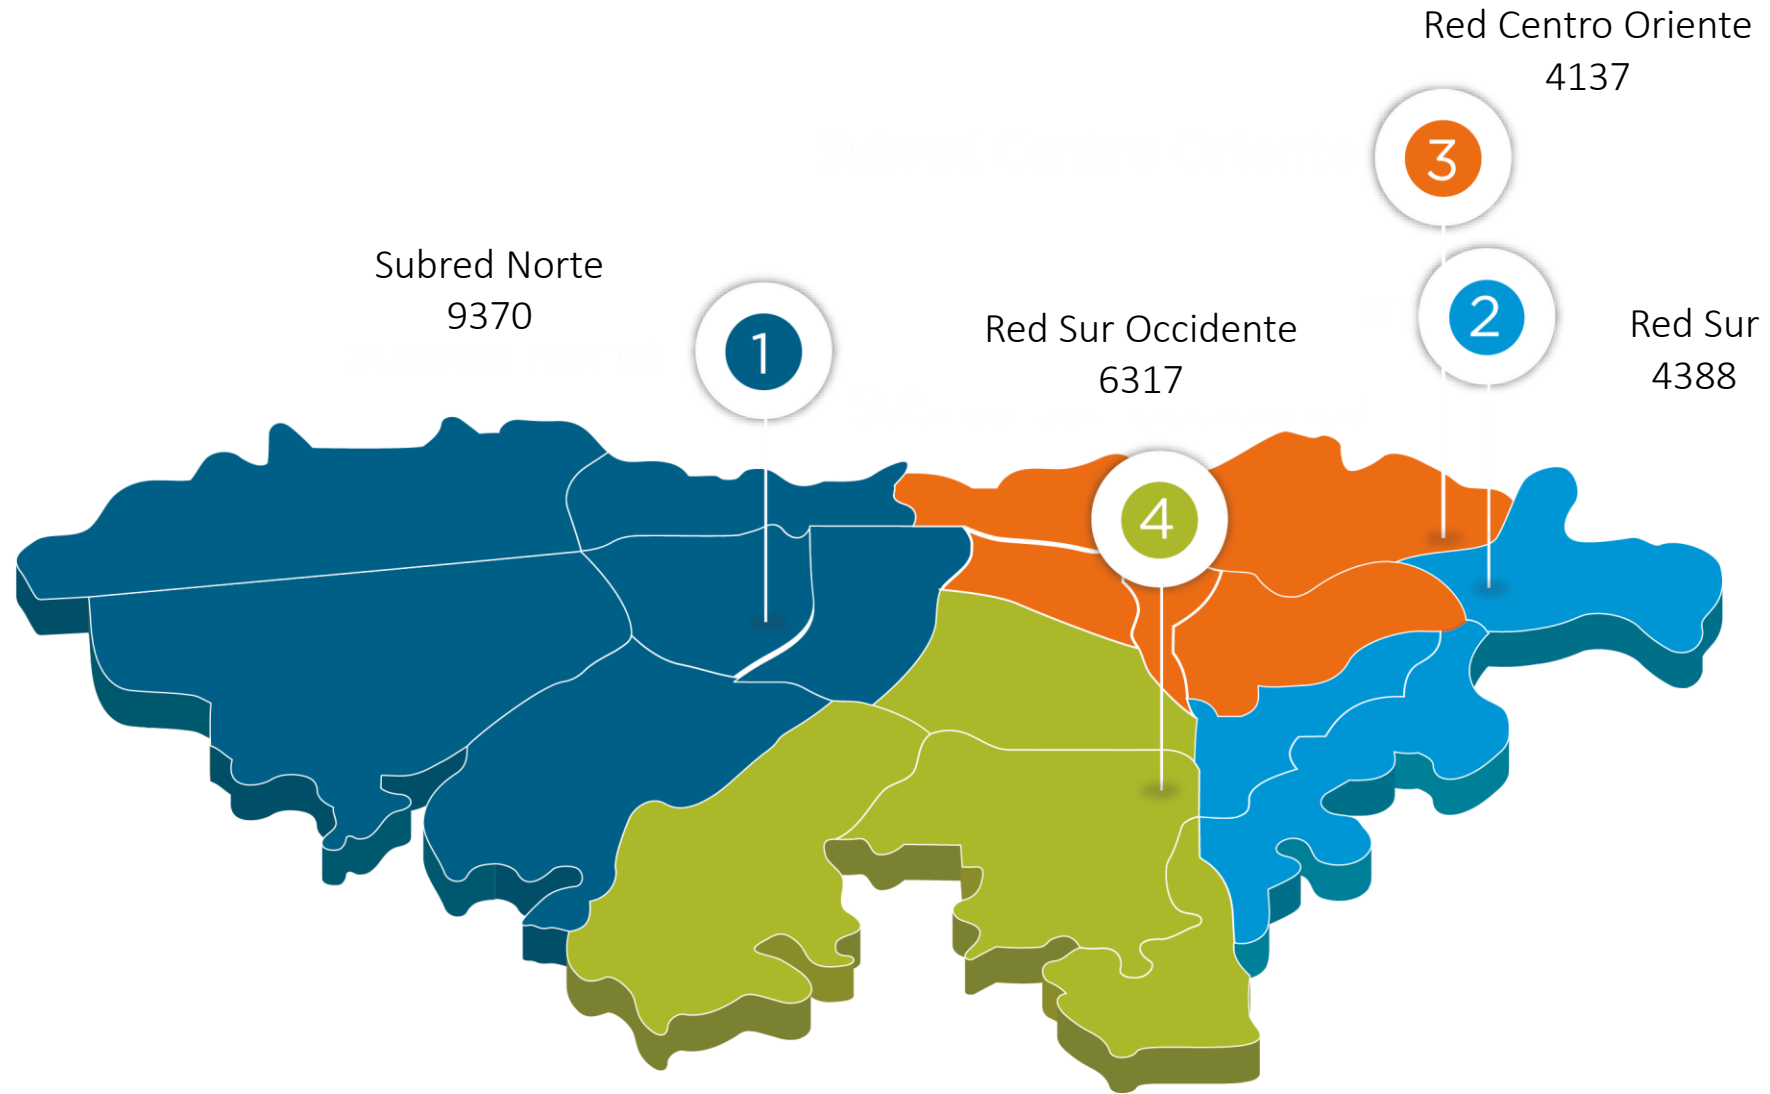 Red Centro Oriente
4137
3
Subred Norte
9370
1
Red Sur Occidente
6317
2
Red Sur
4388
4